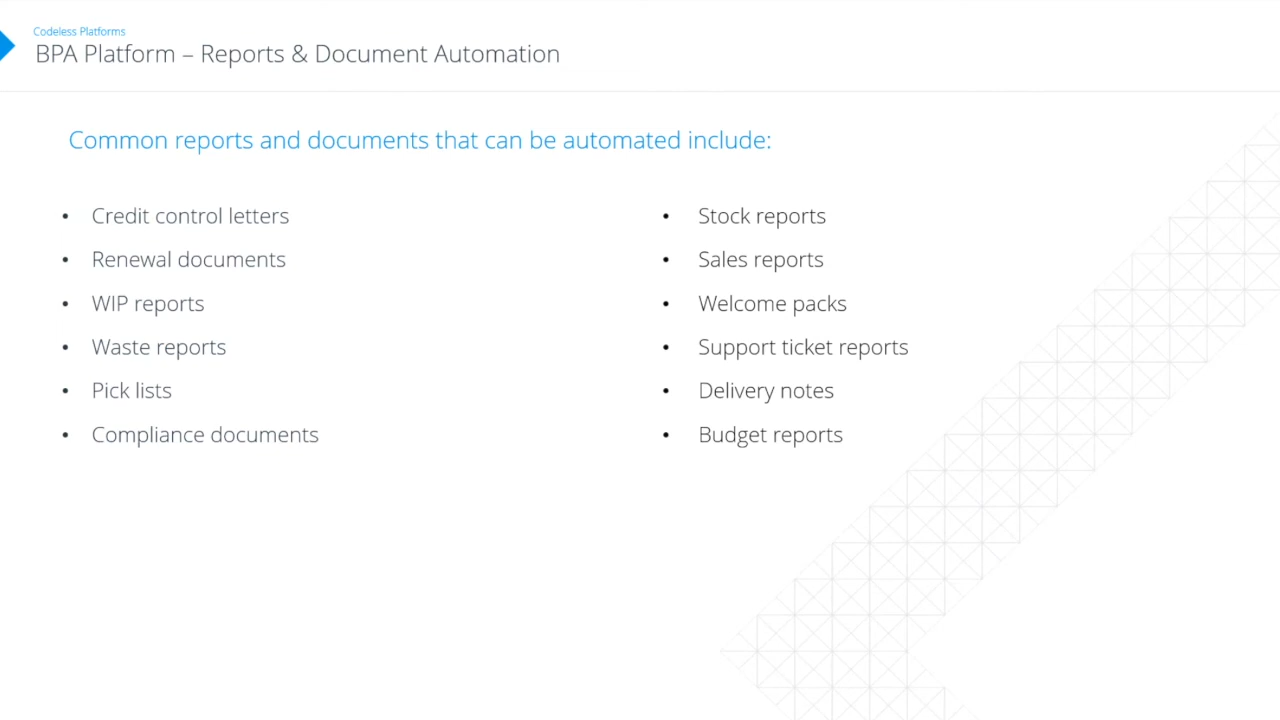 Codeless Platforms
BPA Platform – Reports & Document Automation
Common reports and documents that can be automated include:
• Credit control letters
• Renewal documents
• WIP reports
• Waste reports
• Pick lists
• Compliance documents
• Stock reports
• Sales reports
• Welcome packs
• Support ticket reports
• Delivery notes
• Budget reports